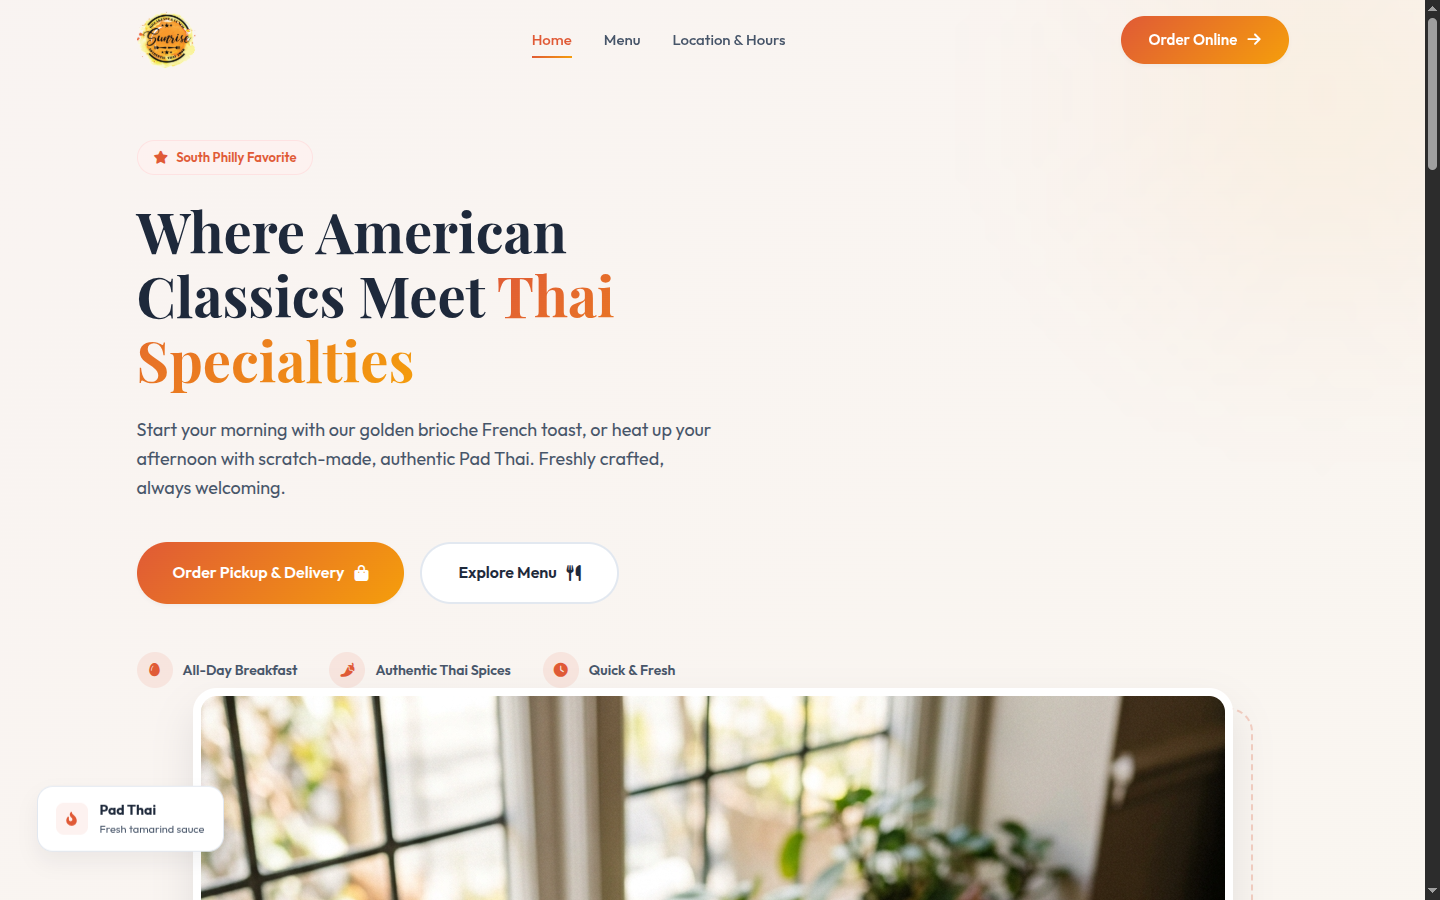 Sunrise
Home
Menu
Location & Hours
Order Online
South Philly Favorite
Where American
Classics Meet Thai
Specialties
Start your morning with our golden brioche French toast, or heat up your
afternoon with scratch-made, authentic Pad Thai. Freshly crafted,
always welcoming.
Order Pickup & Delivery
Explore Menu
All-Day Breakfast
Authentic Thai Spices
Quick & Fresh
Pad Thai
Fresh tamarind sauce